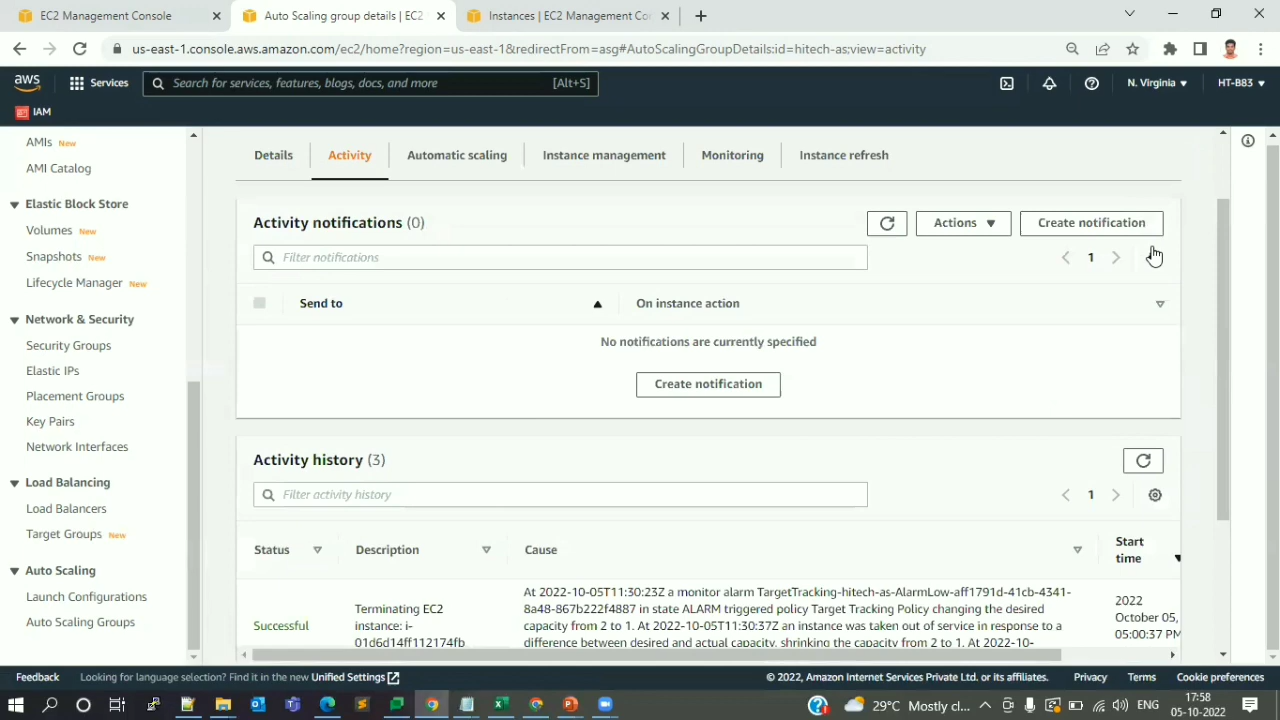 EC2 Management Console
Auto Scaling group details | EC2
Instances | EC2 Management Con
us-east-1.console.aws.amazon.com/ec2/home?region=us-east-1&redirectFrom=asg#AutoScalingGroupDetails:id=hitech-as;view=activity
aws
Services
Search for services, features, blogs, docs, and more
[Alt+S]
N. Virginia
HT-B83
IAM
AMIs New
AMI Catalog
Elastic Block Store
Volumes New
Snapshots New
Lifecycle Manager New
Network & Security
Security Groups
Elastic IPs
Placement Groups
Key Pairs
Network Interfaces
Load Balancing
Load Balancers
Target Groups New
Auto Scaling
Launch Configurations
Auto Scaling Groups
Details
Activity
Automatic scaling
Instance management
Monitoring
Instance refresh
Activity notifications (0)
Actions
Create notification
Filter notifications
1
Send to
On instance action
No notifications are currently specified
Create notification
Activity history (3)
Filter activity history
1
Status
Description
Cause
Start
time
Successful
Terminating EC2
instance: i-
01d6d14ff112174fb
At 2022-10-05T11:30:23Z a monitor alarm TargetTracking-hitech-as-AlarmLow-aff1791d-41cb-4341-
8a48-867b222f4887 in state ALARM triggered policy Target Tracking Policy changing the desired
capacity from 2 to 1. At 2022-10-05T11:30:37Z an instance was taken out of service in response to a
difference between desired and actual capacity, shrinking the capacity from 2 to 1. At 2022-10-
2022
October 05,
05:00:37 PM
Feedback
Looking for language selection? Find it in the new Unified Settings
© 2022, Amazon Internet Services Private Ltd. or its affiliates.
Privacy
Terms
Cookie preferences
29°C Mostly cl...
ENG
17:58
05-10-2022